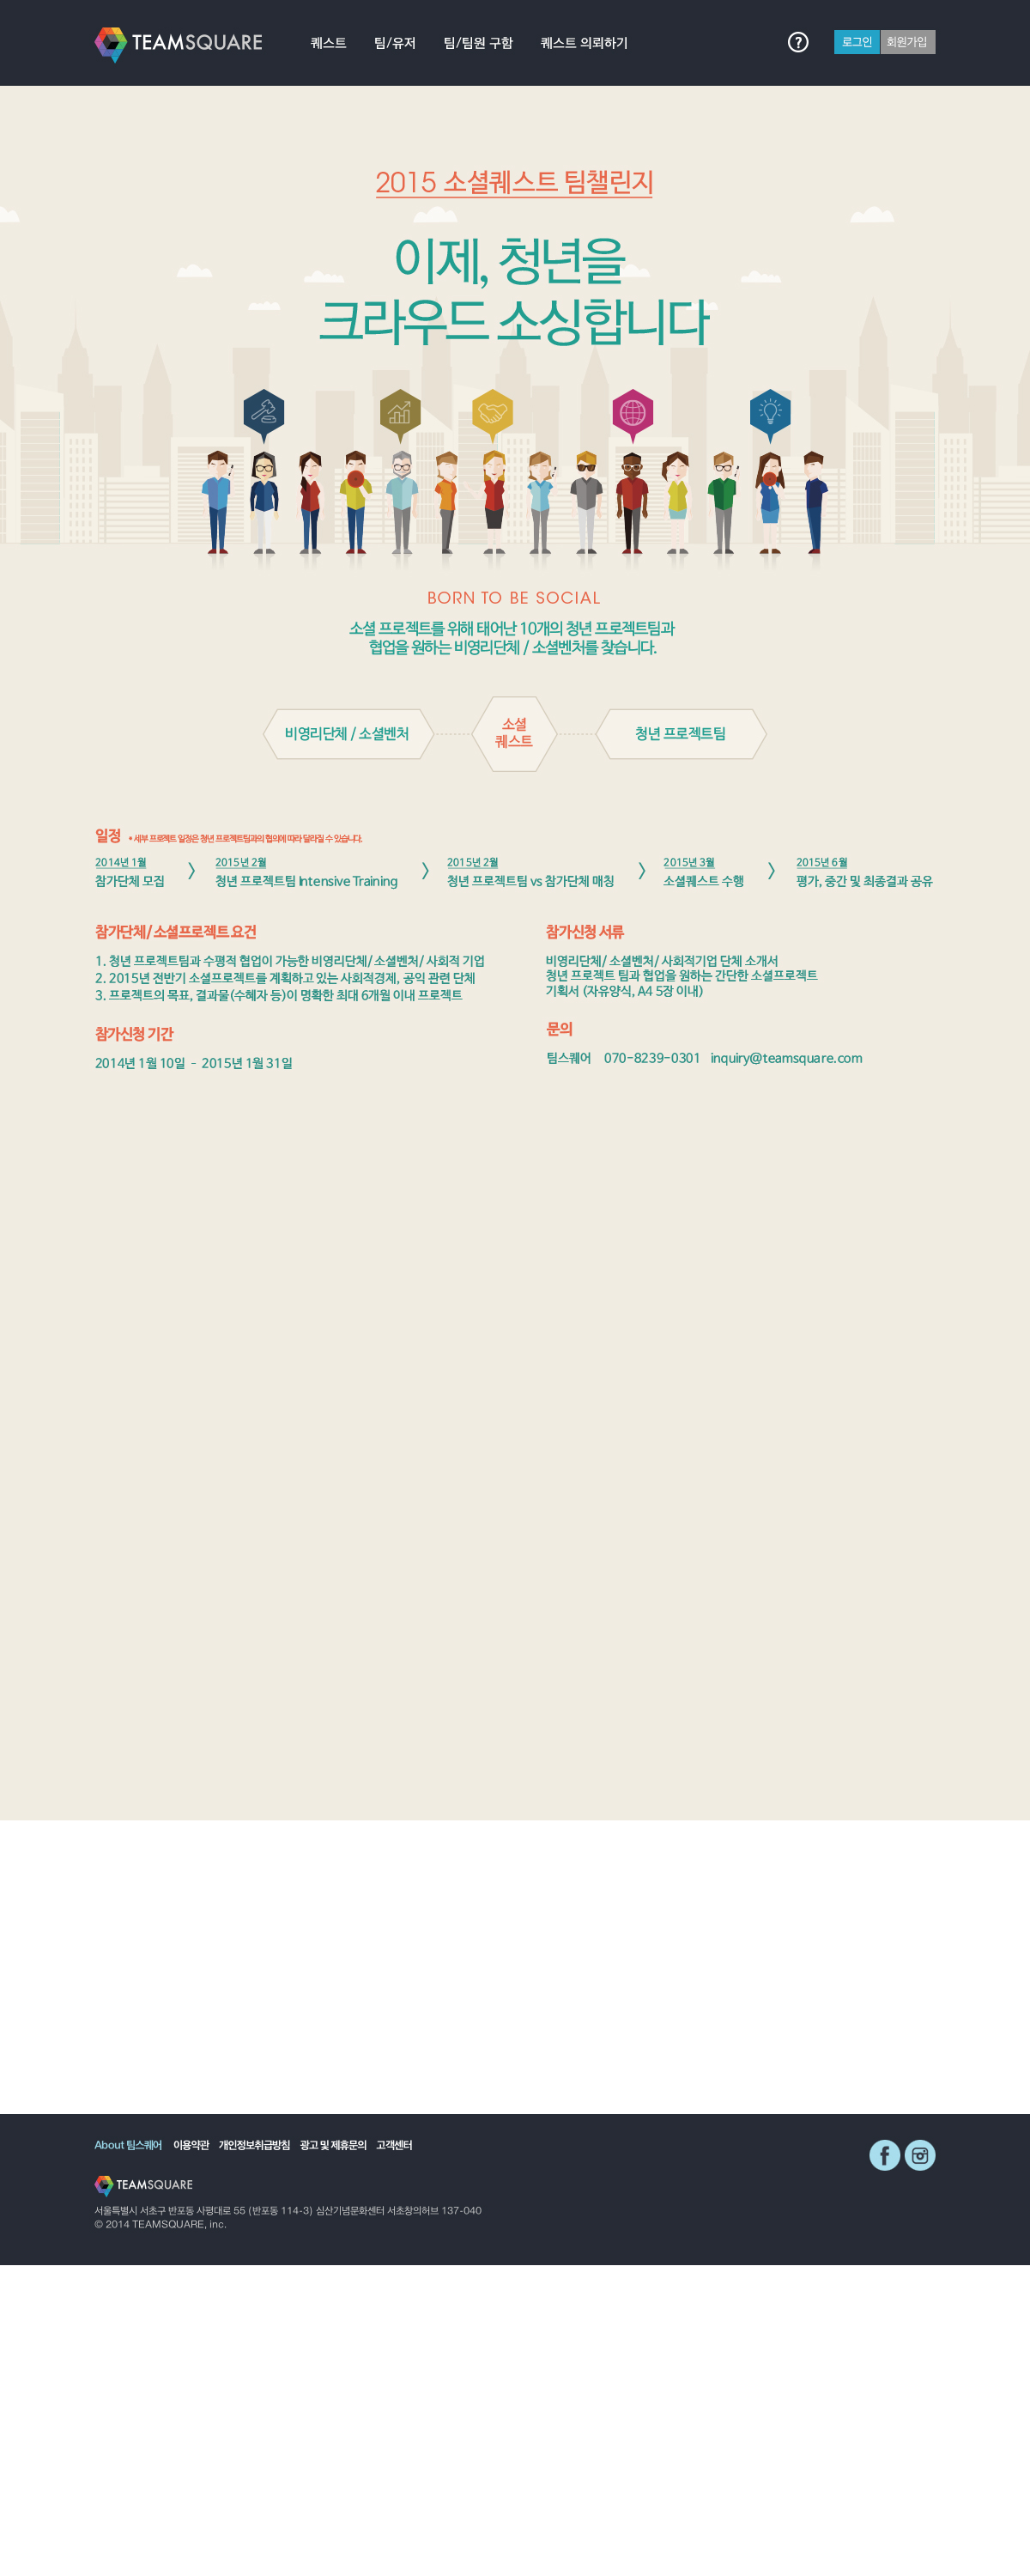 TEAMSQUARE
퀘스트 팀/유저 팀/팀원 구함 퀘스트 의뢰하기
? 로그인 회원가입
2015 소셜퀘스트 팀챌린지
이제, 청년을
크라우드 소싱합니다
BORN TO BE SOCIAL
소셜 프로젝트를 위해 태어난 10개의 청년 프로젝트팀과
협업을 원하는 비영리단체 / 소셜벤처를 찾습니다.
비영리단체 / 소셜벤처
소셜
퀘스트
청년 프로젝트팀
일정 * 세부 프로젝트 일정은 청년 프로젝트팀과의 협의에 따라 달라질 수 있습니다.
2014년 1월
참가단체 모집
2015년 2월
청년 프로젝트팀 Intensive Training
2015년 2월
청년 프로젝트팀 vs 참가단체 매칭
2015년 3월
소셜퀘스트 수행
2015년 6월
평가, 중간 및 최종결과 공유
참가단체/ 소셜프로젝트 요건
1. 청년 프로젝트팀과 수평적 협업이 가능한 비영리단체/ 소셜벤처/ 사회적 기업
2. 2015년 전반기 소셜프로젝트를 계획하고 있는 사회적경제, 공익 관련 단체
3. 프로젝트의 목표, 결과물(수혜자 등)이 명확한 최대 6개월 이내 프로젝트
참가신청 기간
2014년 1월 10일 - 2015년 1월 31일
참가신청 서류
비영리단체/ 소셜벤처/ 사회적기업 단체 소개서
청년 프로젝트 팀과 협업을 원하는 간단한 소셜프로젝트
기획서 (자유양식, A4 5장 이내)
문의
팀스퀘어 070-8239-0301 inquiry@teamsquare.com
About 팀스퀘어 이용약관 개인정보취급방침 광고 및 제휴문의 고객센터
TEAMSQUARE
서울특별시 서초구 반포동 사평대로 55 (반포동 114-3) 심산기념문화센터 서초창의허브 137-040
© 2014 TEAMSQUARE, inc.